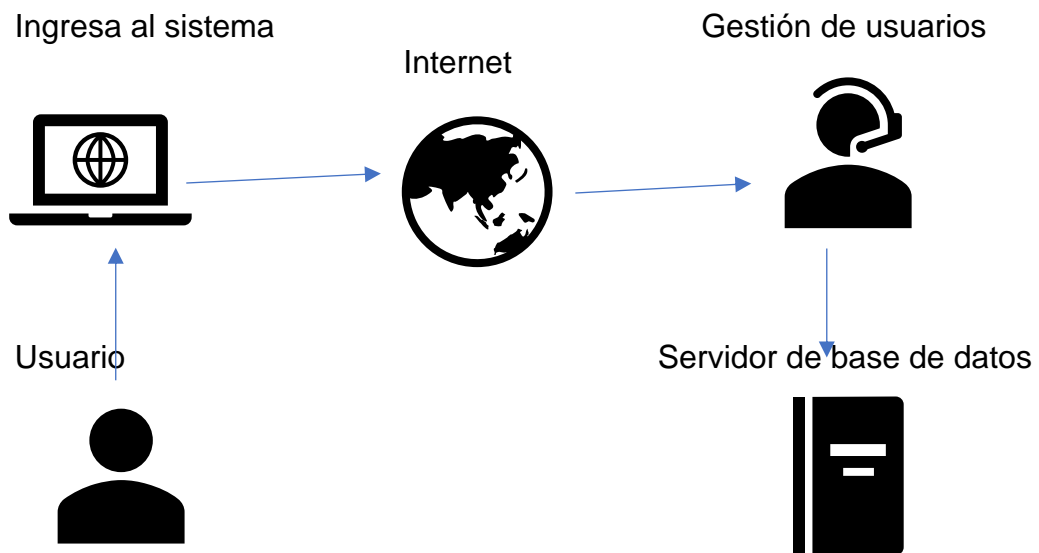 Ingresa al sistema
Gestión de usuarios
Internet
Usuario
Servidor de base de datos